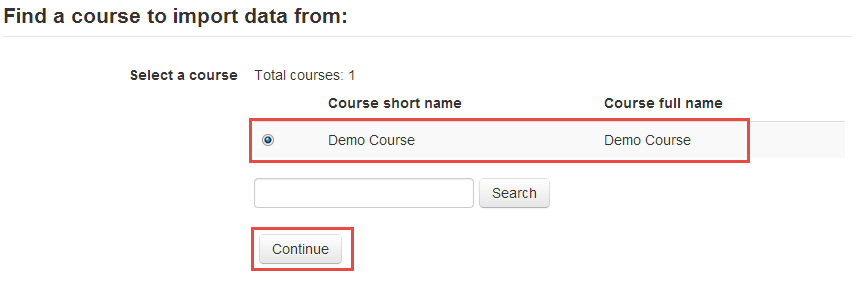 Find a course to import data from:
Select a course Total courses: 1
Course short name Course full name
Demo Course Demo Course
Search
Continue